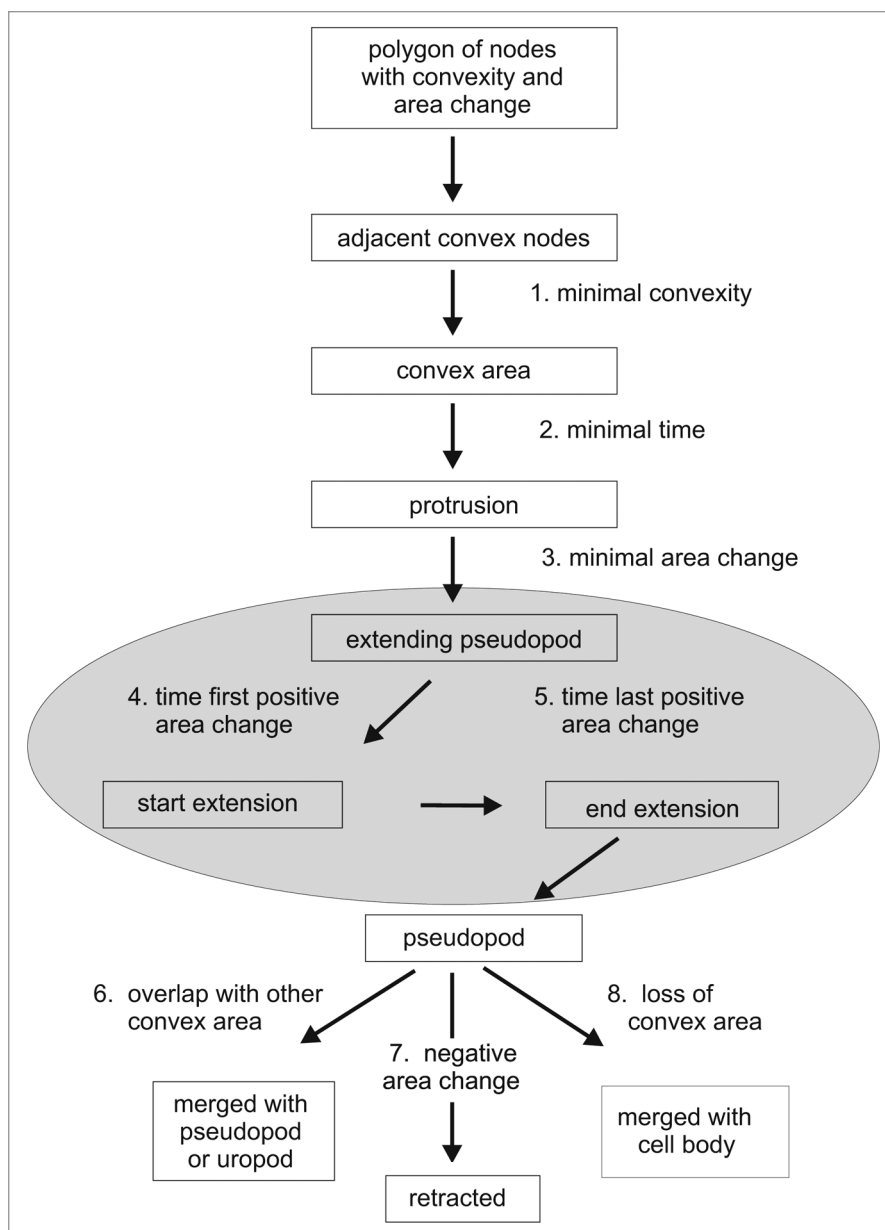 polygon of nodes
with convexity and
area change
adjacent convex nodes
1. minimal convexity
convex area
2. minimal time
protrusion
3. minimal area change
extending pseudopod
4. time first positive
area change
5. time last positive
area change
start extension
end extension
pseudopod
6. overlap with other
convex area
7. negative
area change
8. loss of
convex area
merged with
pseudopod
or uropod
retracted
merged with
cell body